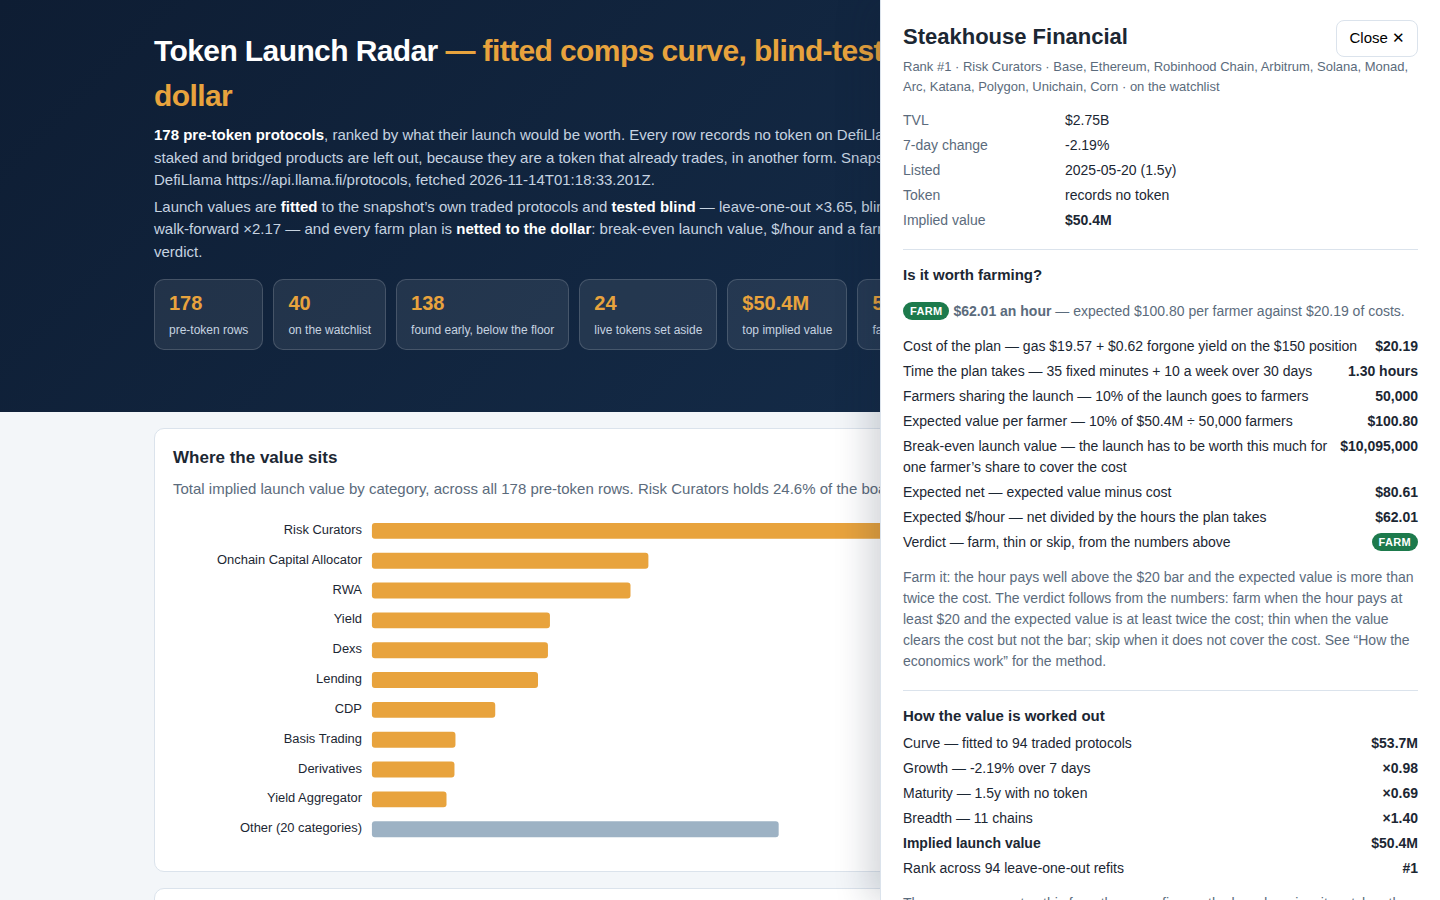 Token Launch Radar — fitted comps curve, blind-test
dollar
178 pre-token protocols, ranked by what their launch would be worth. Every row records no token on DefiLla
staked and bridged products are left out, because they are a token that already trades, in another form. Snaps
DefiLlama https://api.llama.fi/protocols, fetched 2026-11-14T01:18:33.201Z.
Launch values are fitted to the snapshot's own traded protocols and tested blind — leave-one-out ×3.65, blin
walk-forward ×2.17 — and every farm plan is netted to the dollar: break-even launch value, $/hour and a farm
verdict.
178
pre-token rows
40
on the watchlist
138
found early, below the floor
24
live tokens set aside
$50.4M
top implied value
5
fa
Where the value sits
Total implied launch value by category, across all 178 pre-token rows. Risk Curators holds 24.6% of the boa
Risk Curators
Onchain Capital Allocator
RWA
Yield
Dexs
Lending
CDP
Basis Trading
Derivatives
Yield Aggregator
Other (20 categories)
Steakhouse Financial
Close ✕
Rank #1 · Risk Curators · Base, Ethereum, Robinhood Chain, Arbitrum, Solana, Monad,
Arc, Katana, Polygon, Unichain, Corn · on the watchlist
TVL $2.75B
7-day change -2.19%
Listed 2025-05-20 (1.5y)
Token records no token
Implied value $50.4M
Is it worth farming?
FARM $62.01 an hour — expected $100.80 per farmer against $20.19 of costs.
Cost of the plan — gas $19.57 + $0.62 forgone yield on the $150 position $20.19
Time the plan takes — 35 fixed minutes + 10 a week over 30 days 1.30 hours
Farmers sharing the launch — 10% of the launch goes to farmers 50,000
Expected value per farmer — 10% of $50.4M ÷ 50,000 farmers $100.80
Break-even launch value — the launch has to be worth this much for $10,095,000
one farmer's share to cover the cost
Expected net — expected value minus cost $80.61
Expected $/hour — net divided by the hours the plan takes $62.01
Verdict — farm, thin or skip, from the numbers above FARM
Farm it: the hour pays well above the $20 bar and the expected value is more than
twice the cost. The verdict follows from the numbers: farm when the hour pays at
least $20 and the expected value is at least twice the cost; thin when the value
clears the cost but not the bar; skip when it does not cover the cost. See “How the
economics work” for the method.
How the value is worked out
Curve — fitted to 94 traded protocols $53.7M
Growth — -2.19% over 7 days ×0.98
Maturity — 1.5y with no token ×0.69
Breadth — 11 chains ×1.40
Implied launch value $50.4M
Rank across 94 leave-one-out refits #1